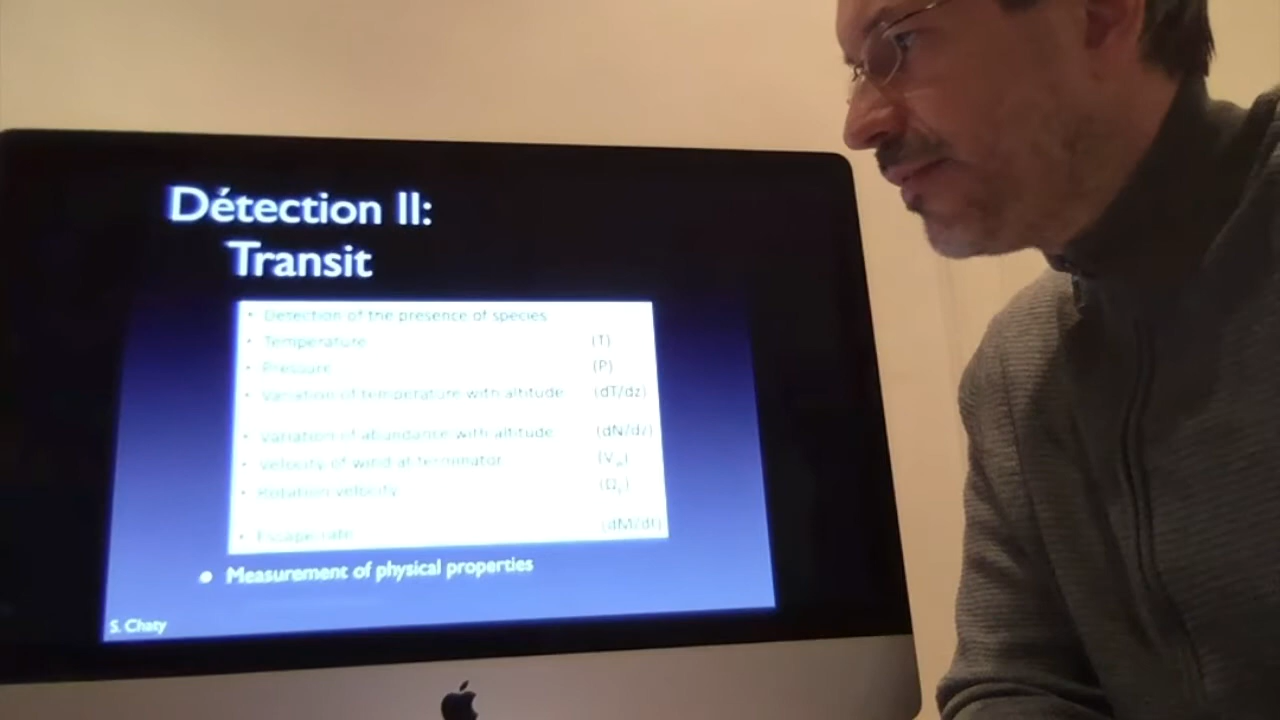 Détection II:
Transit
• Detection of the presence of species
• Temperature (T)
• Pressure (P)
• Variation of temperature with altitude (dT/dz)
• Variation of abundance with altitude (dN/dz)
• Velocity of wind at terminator
• Rotation velocity
• Escape rate (dM/dt)
• Measurement of physical properties
S. Chaty